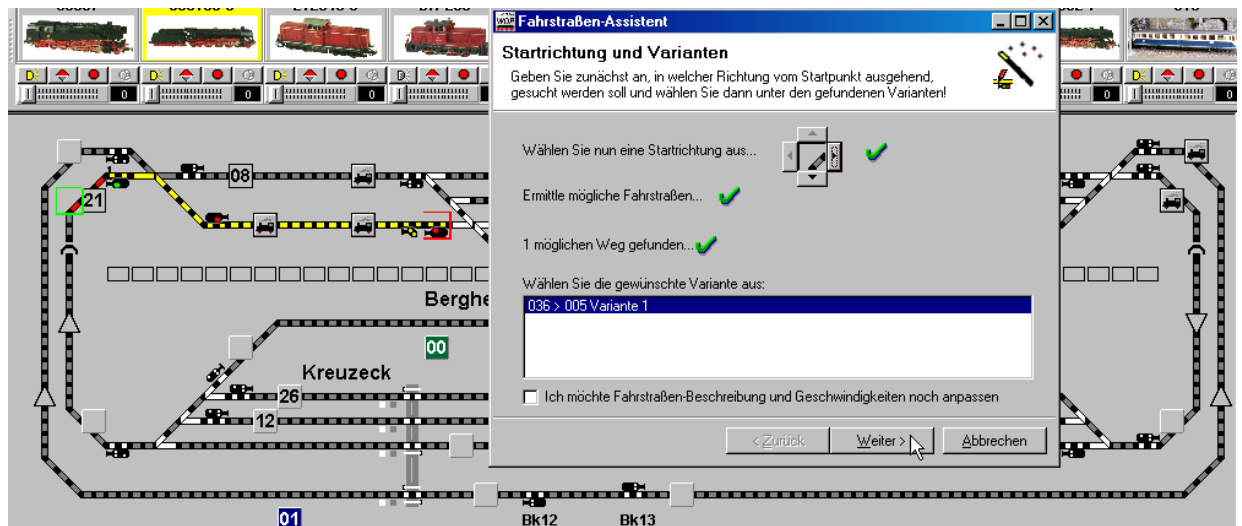 Fahrstraßen-Assistent
Startrichtung und Varianten
Geben Sie zunächst an, in welcher Richtung vom Startpunkt ausgehend,
gesucht werden soll und wählen Sie dann unter den gefundenen Varianten!
0
0
0
0
0
Wählen Sie nun eine Startrichtung aus...
08
21
Ermittle mögliche Fahrstraßen...
1 möglichen Weg gefunden...
Wählen Sie die gewünschte Variante aus:
Berghe
036 > 005 Variante 1
00
Kreuzeck
26
Ich möchte Fahrstraßen-Beschreibung und Geschwindigkeiten noch anpassen
12
< Zurück
Weiter >
Abbrechen
01
Bk12
Bk13